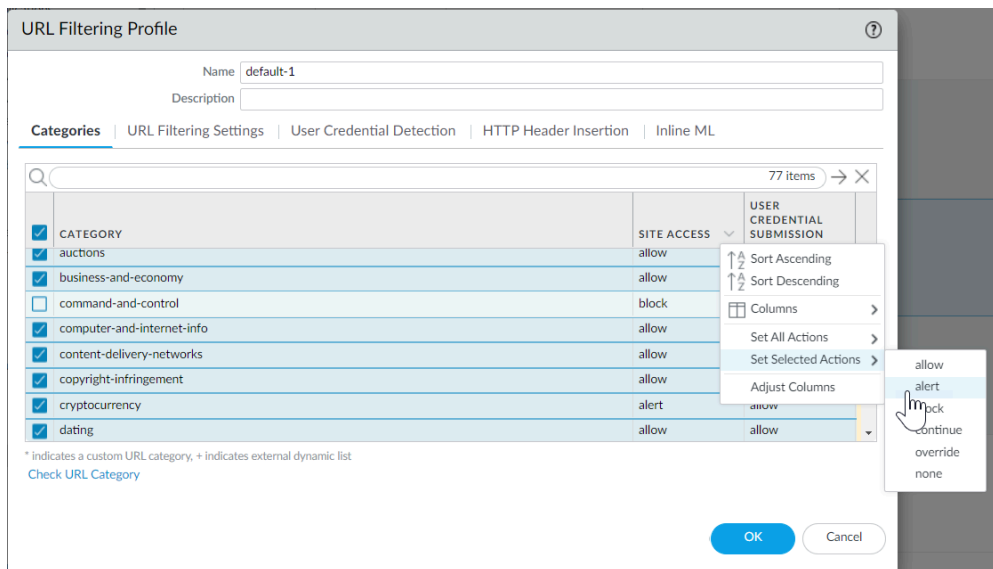 URL Filtering Profile
Name default-1
Description
Categories | URL Filtering Settings | User Credential Detection | HTTP Header Insertion | Inline ML
77 items
CATEGORY SITE ACCESS USER CREDENTIAL SUBMISSION
auctions allow
business-and-economy allow
command-and-control block
computer-and-internet-info allow
content-delivery-networks allow
copyright-infringement allow
cryptocurrency alert allow
dating allow allow
Sort Ascending
Sort Descending
Columns
Set All Actions
Set Selected Actions
Adjust Columns
allow
alert
continue
override
none
* indicates a custom URL category, + indicates external dynamic list
Check URL Category
OK Cancel